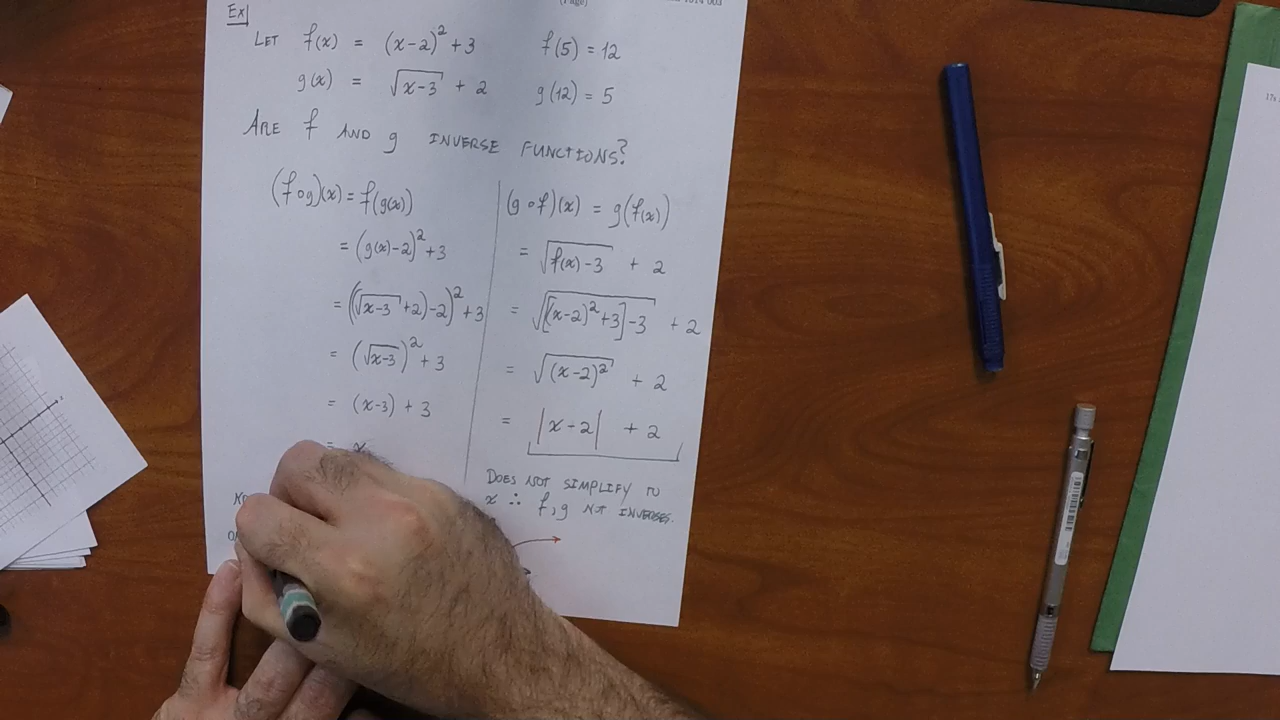 Ex
LET f(x) = (x-2)² + 3
g(x) = √(x-3) + 2
f(5) = 12
g(12) = 5
ARE f AND g INVERSE FUNCTIONS?
(f∘g)(x) = f(g(x))
= (g(x)-2)² + 3
= ((√(x-3) + 2) - 2)² + 3
= (√(x-3))² + 3
= (x-3) + 3
= x
(g∘f)(x) = g(f(x))
= √(f(x)-3) + 2
= √([(x-2)² + 3] - 3) + 2
= √((x-2)²) + 2
= |x-2| + 2
DOES NOT SIMPLIFY TO
x ∴ f, g NOT INVERSES.